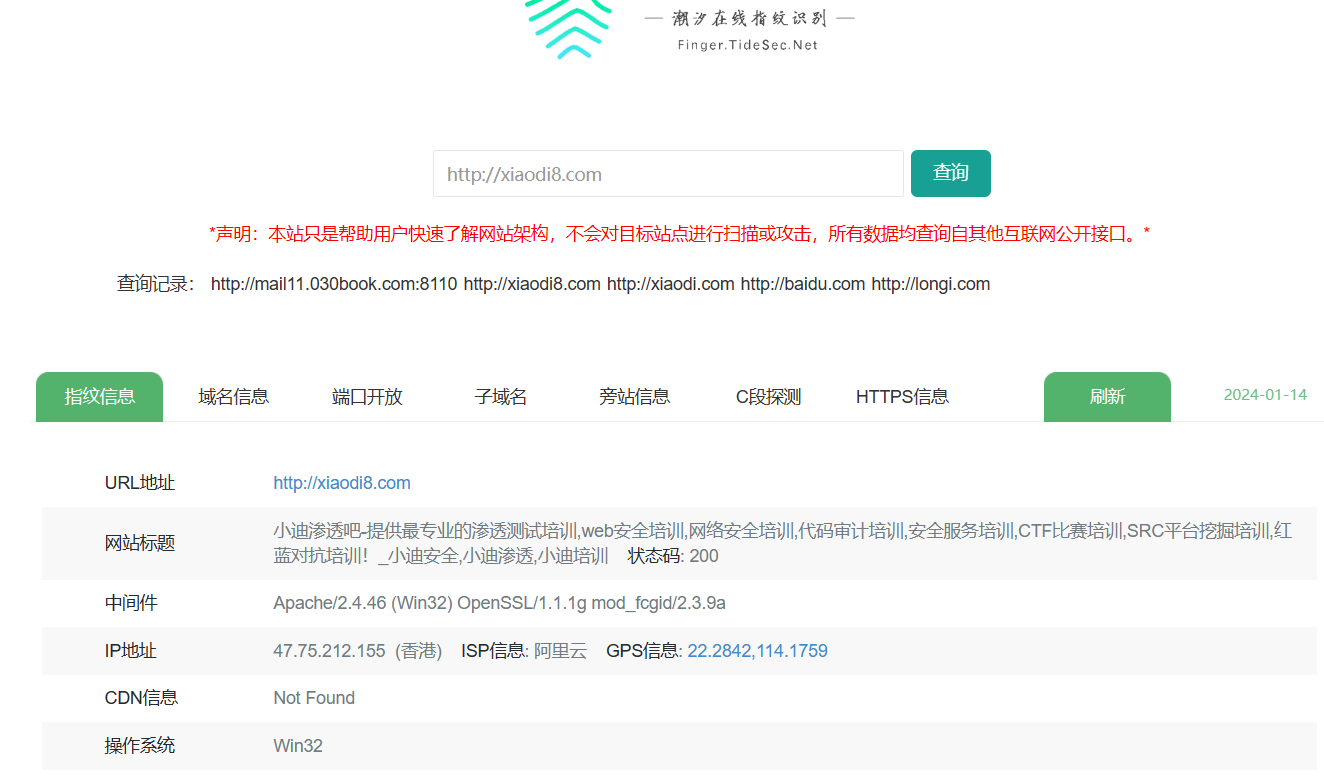 — 潮汐在线指纹识别 —
Finger.TideSec.Net
http://xiaodi8.com 查询
*声明：本站只是帮助用户快速了解网站架构，不会对目标站点进行扫描或攻击，所有数据均查询自其他互联网公开接口。*
查询记录： http://mail11.030book.com:8110 http://xiaodi8.com http://xiaodi.com http://baidu.com http://longi.com
指纹信息 域名信息 端口开放 子域名 旁站信息 C段探测 HTTPS信息 刷新 2024-01-14
URL地址 http://xiaodi8.com
网站标题 小迪渗透吧-提供最专业的渗透测试培训,web安全培训,网络安全培训,代码审计培训,安全服务培训,CTF比赛培训,SRC平台挖掘培训,红
蓝对抗培训！_小迪安全,小迪渗透,小迪培训 状态码: 200
中间件 Apache/2.4.46 (Win32) OpenSSL/1.1.1g mod_fcgid/2.3.9a
IP地址 47.75.212.155 (香港) ISP信息: 阿里云 GPS信息: 22.2842,114.1759
CDN信息 Not Found
操作系统 Win32